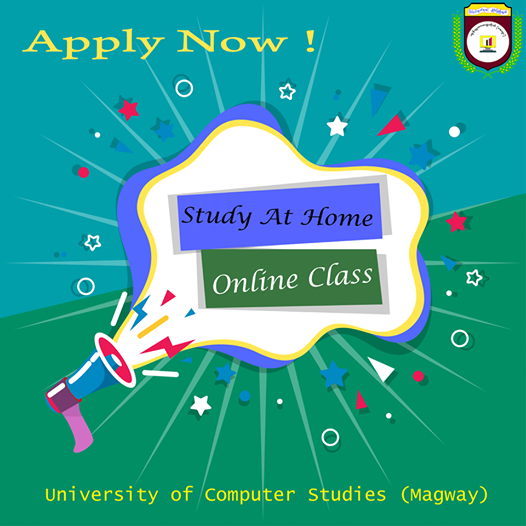 Apply Now !
Study At Home
Online Class
University of Computer Studies (Magway)